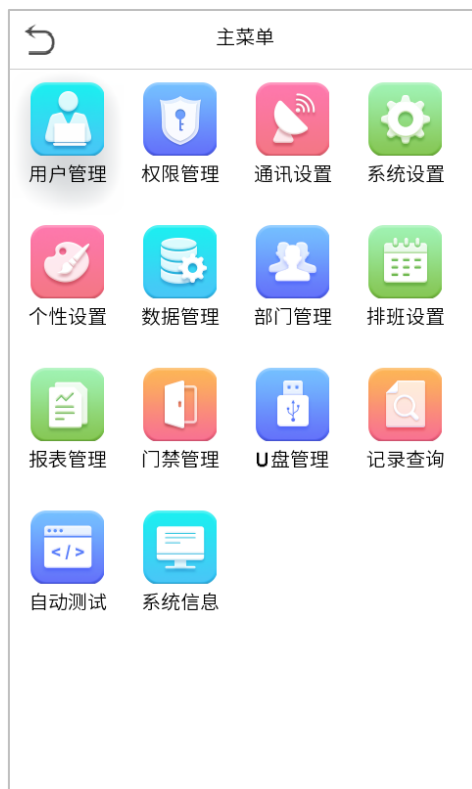 主菜单
用户管理 权限管理 通讯设置 系统设置
个性设置 数据管理 部门管理 排班设置
报表管理 门禁管理 U盘管理 记录查询
</>
自动测试 系统信息